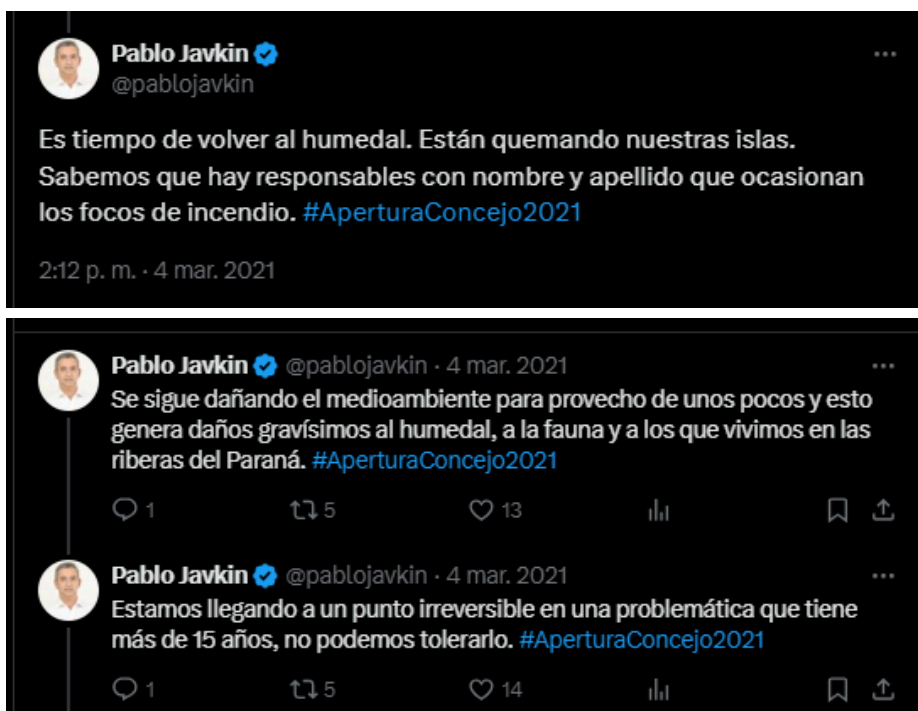 Pablo Javkin
@pablojavkin
Es tiempo de volver al humedal. Están quemando nuestras islas.
Sabemos que hay responsables con nombre y apellido que ocasionan
los focos de incendio. #AperturaConcejo2021
2:12 p. m. · 4 mar. 2021
Pablo Javkin @pablojavkin · 4 mar. 2021
Se sigue dañando el medioambiente para provecho de unos pocos y esto
genera daños gravísimos al humedal, a la fauna y a los que vivimos en las
riberas del Paraná. #AperturaConcejo2021
1 5 13
Pablo Javkin @pablojavkin · 4 mar. 2021
Estamos llegando a un punto irreversible en una problemática que tiene
más de 15 años, no podemos tolerarlo. #AperturaConcejo2021
1 5 14